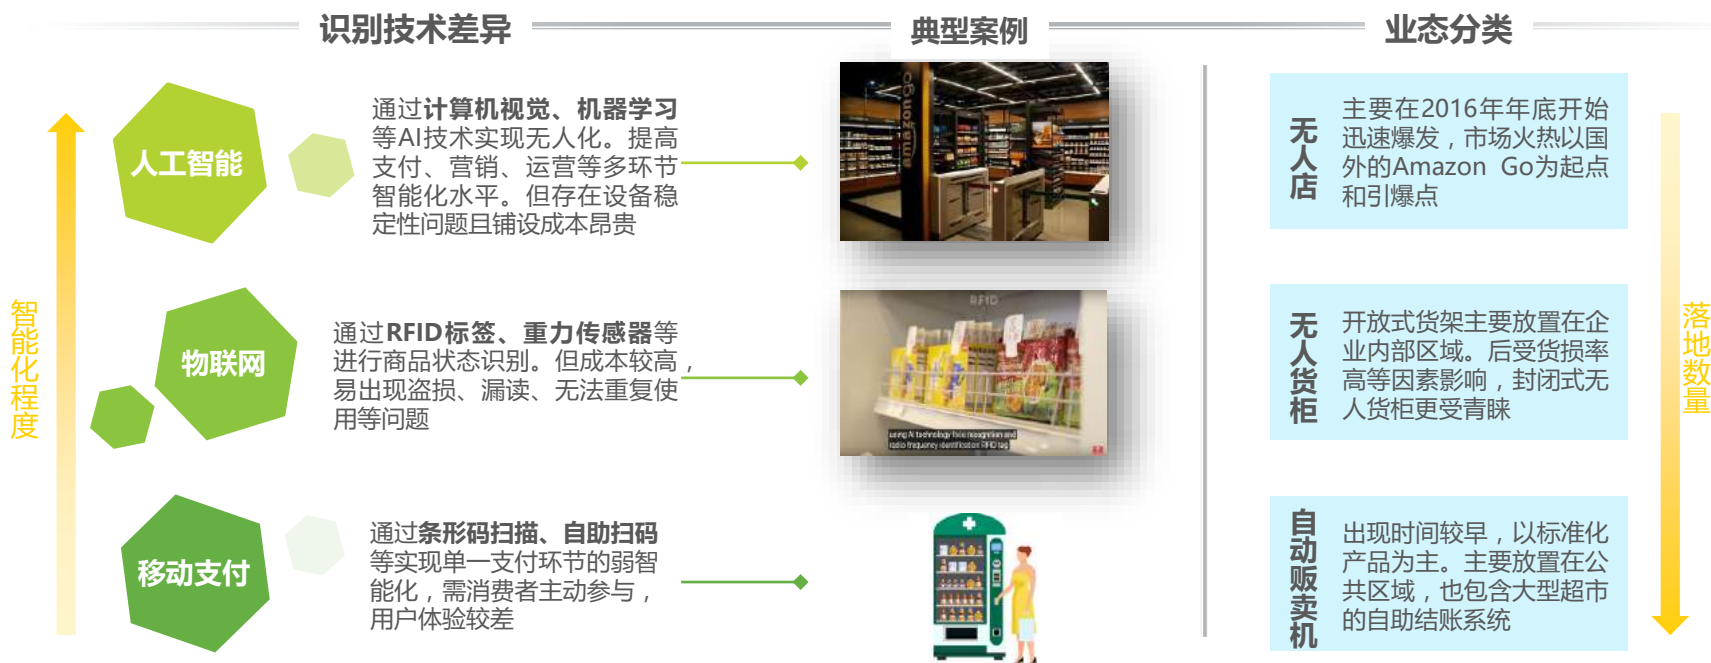 识别技术差异
典型案例
业态分类
智能化程度
人工智能
通过计算机视觉、机器学习
等AI技术实现无人化。提高
支付、营销、运营等多环节
智能化水平。但存在设备稳
定性问题且铺设成本昂贵
amazon go
无人店
主要在2016年年底开始
迅速爆发，市场火热以国
外的Amazon Go为起点
和引爆点
物联网
通过RFID标签、重力传感器等
进行商品状态识别。但成本较高，
易出现盗损、漏读、无法重复使
用等问题
RFID
using AI technology face recognition and
radio frequency identification RFID tag
无人货柜
开放式货架主要放置在企
业内部区域。后受货损率
高等因素影响，封闭式无
人货柜更受青睐
移动支付
通过条形码扫描、自助扫码
等实现单一支付环节的弱智
能化，需消费者主动参与，
用户体验较差
自动贩卖机
出现时间较早，以标准化
产品为主。主要放置在公
共区域，也包含大型超市
的自助结账系统
落地数量